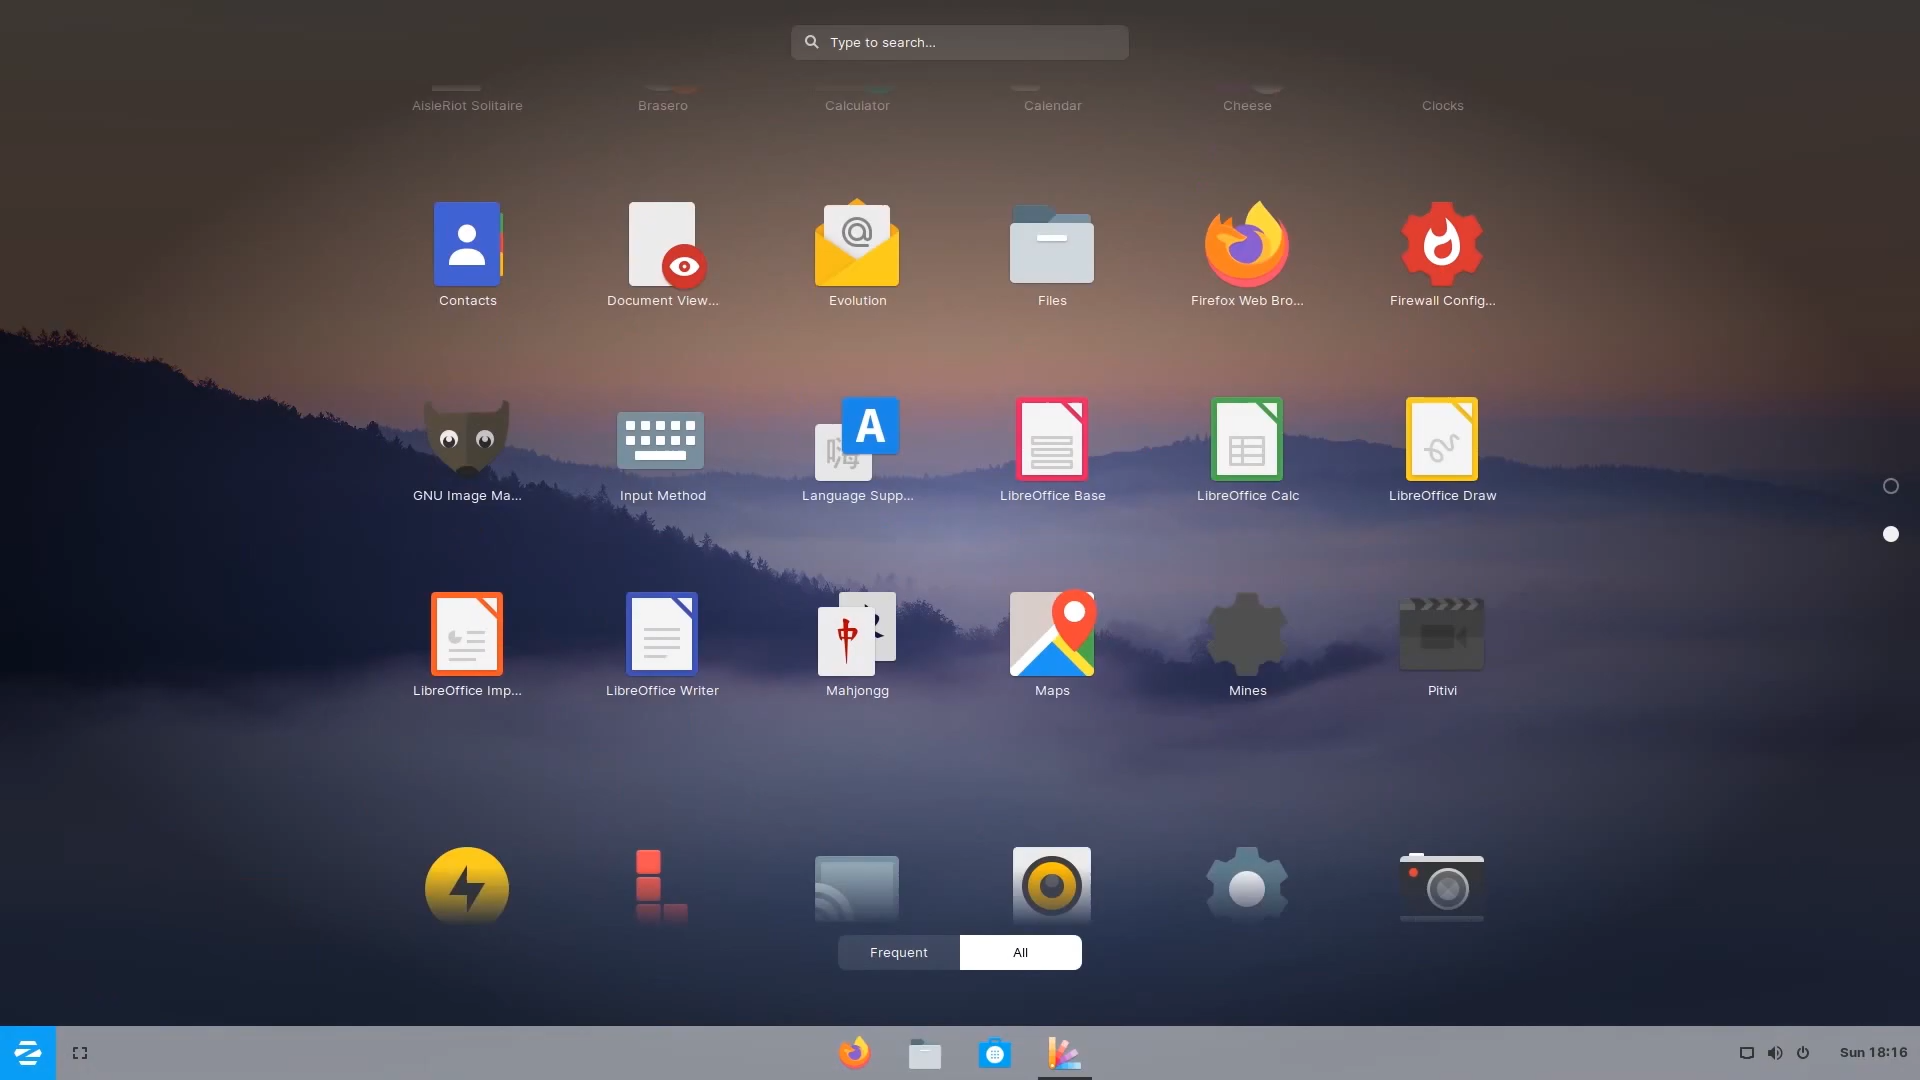 Type to search...
AisleRiot Solitaire
Brasero
Calculator
Calendar
Cheese
Clocks
Contacts
Document View...
Evolution
Files
Firefox Web Bro...
Firewall Config...
GNU Image Ma...
Input Method
嗨
A
Language Supp...
LibreOffice Base
LibreOffice Calc
LibreOffice Draw
LibreOffice Imp...
LibreOffice Writer
中
Mahjongg
Maps
Mines
Pitivi
Frequent
All
Sun 18:16